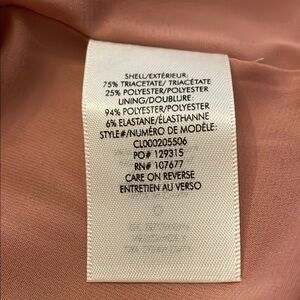 SHELL/EXTÉRIEUR:
75% TRIACETATE/ TRIACÉTATE
25% POLYESTER/POLYESTER
LINING/DOUBLURE:
94% POLYESTER/POLYESTER
6% ELASTANE/ÉLASTHANNE
STYLE#/NUMÉRO DE MODÈLE:
CL000205506
PO# 129315
RN# 107677
CARE ON REVERSE
ENTRETIEN AU VERSO